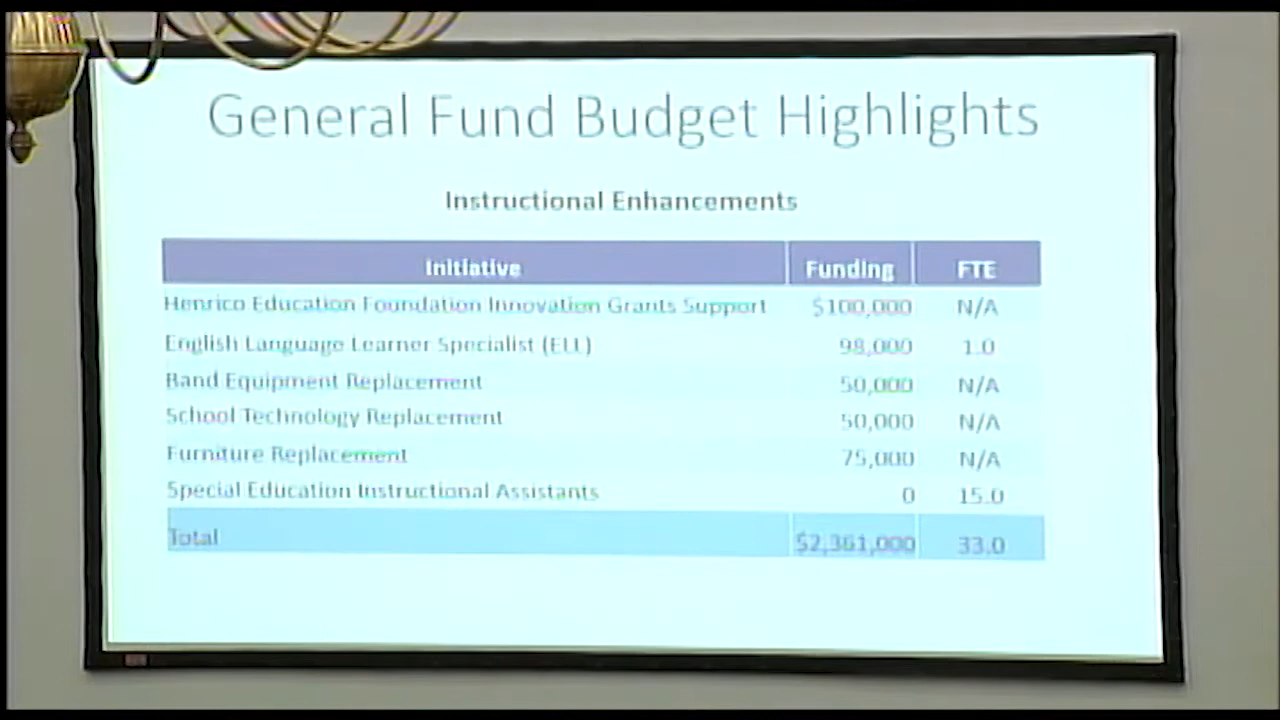 General Fund Budget Highlights
Instructional Enhancements
Initiative Funding FTE
Henrico Education Foundation Innovation Grants Support $100,000 N/A
English Language Learner Specialist (ELL) 98,000 1.0
Band Equipment Replacement 50,000 N/A
School Technology Replacement 50,000 N/A
Furniture Replacement 75,000 N/A
Special Education Instructional Assistants 0 15.0
Total $2,361,000 33.0